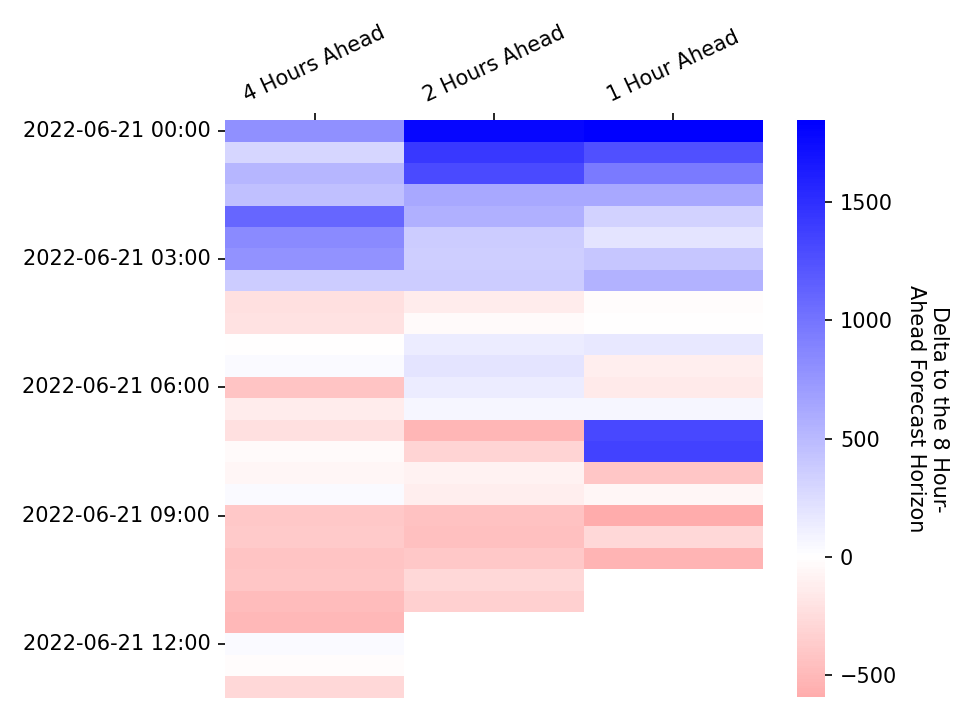 4 Hours Ahead
2 Hours Ahead
1 Hour Ahead
2022-06-21 00:00
2022-06-21 03:00
2022-06-21 06:00
2022-06-21 09:00
2022-06-21 12:00
1500
1000
500
0
−500
Delta to the 8 Hour-
Ahead Forecast Horizon